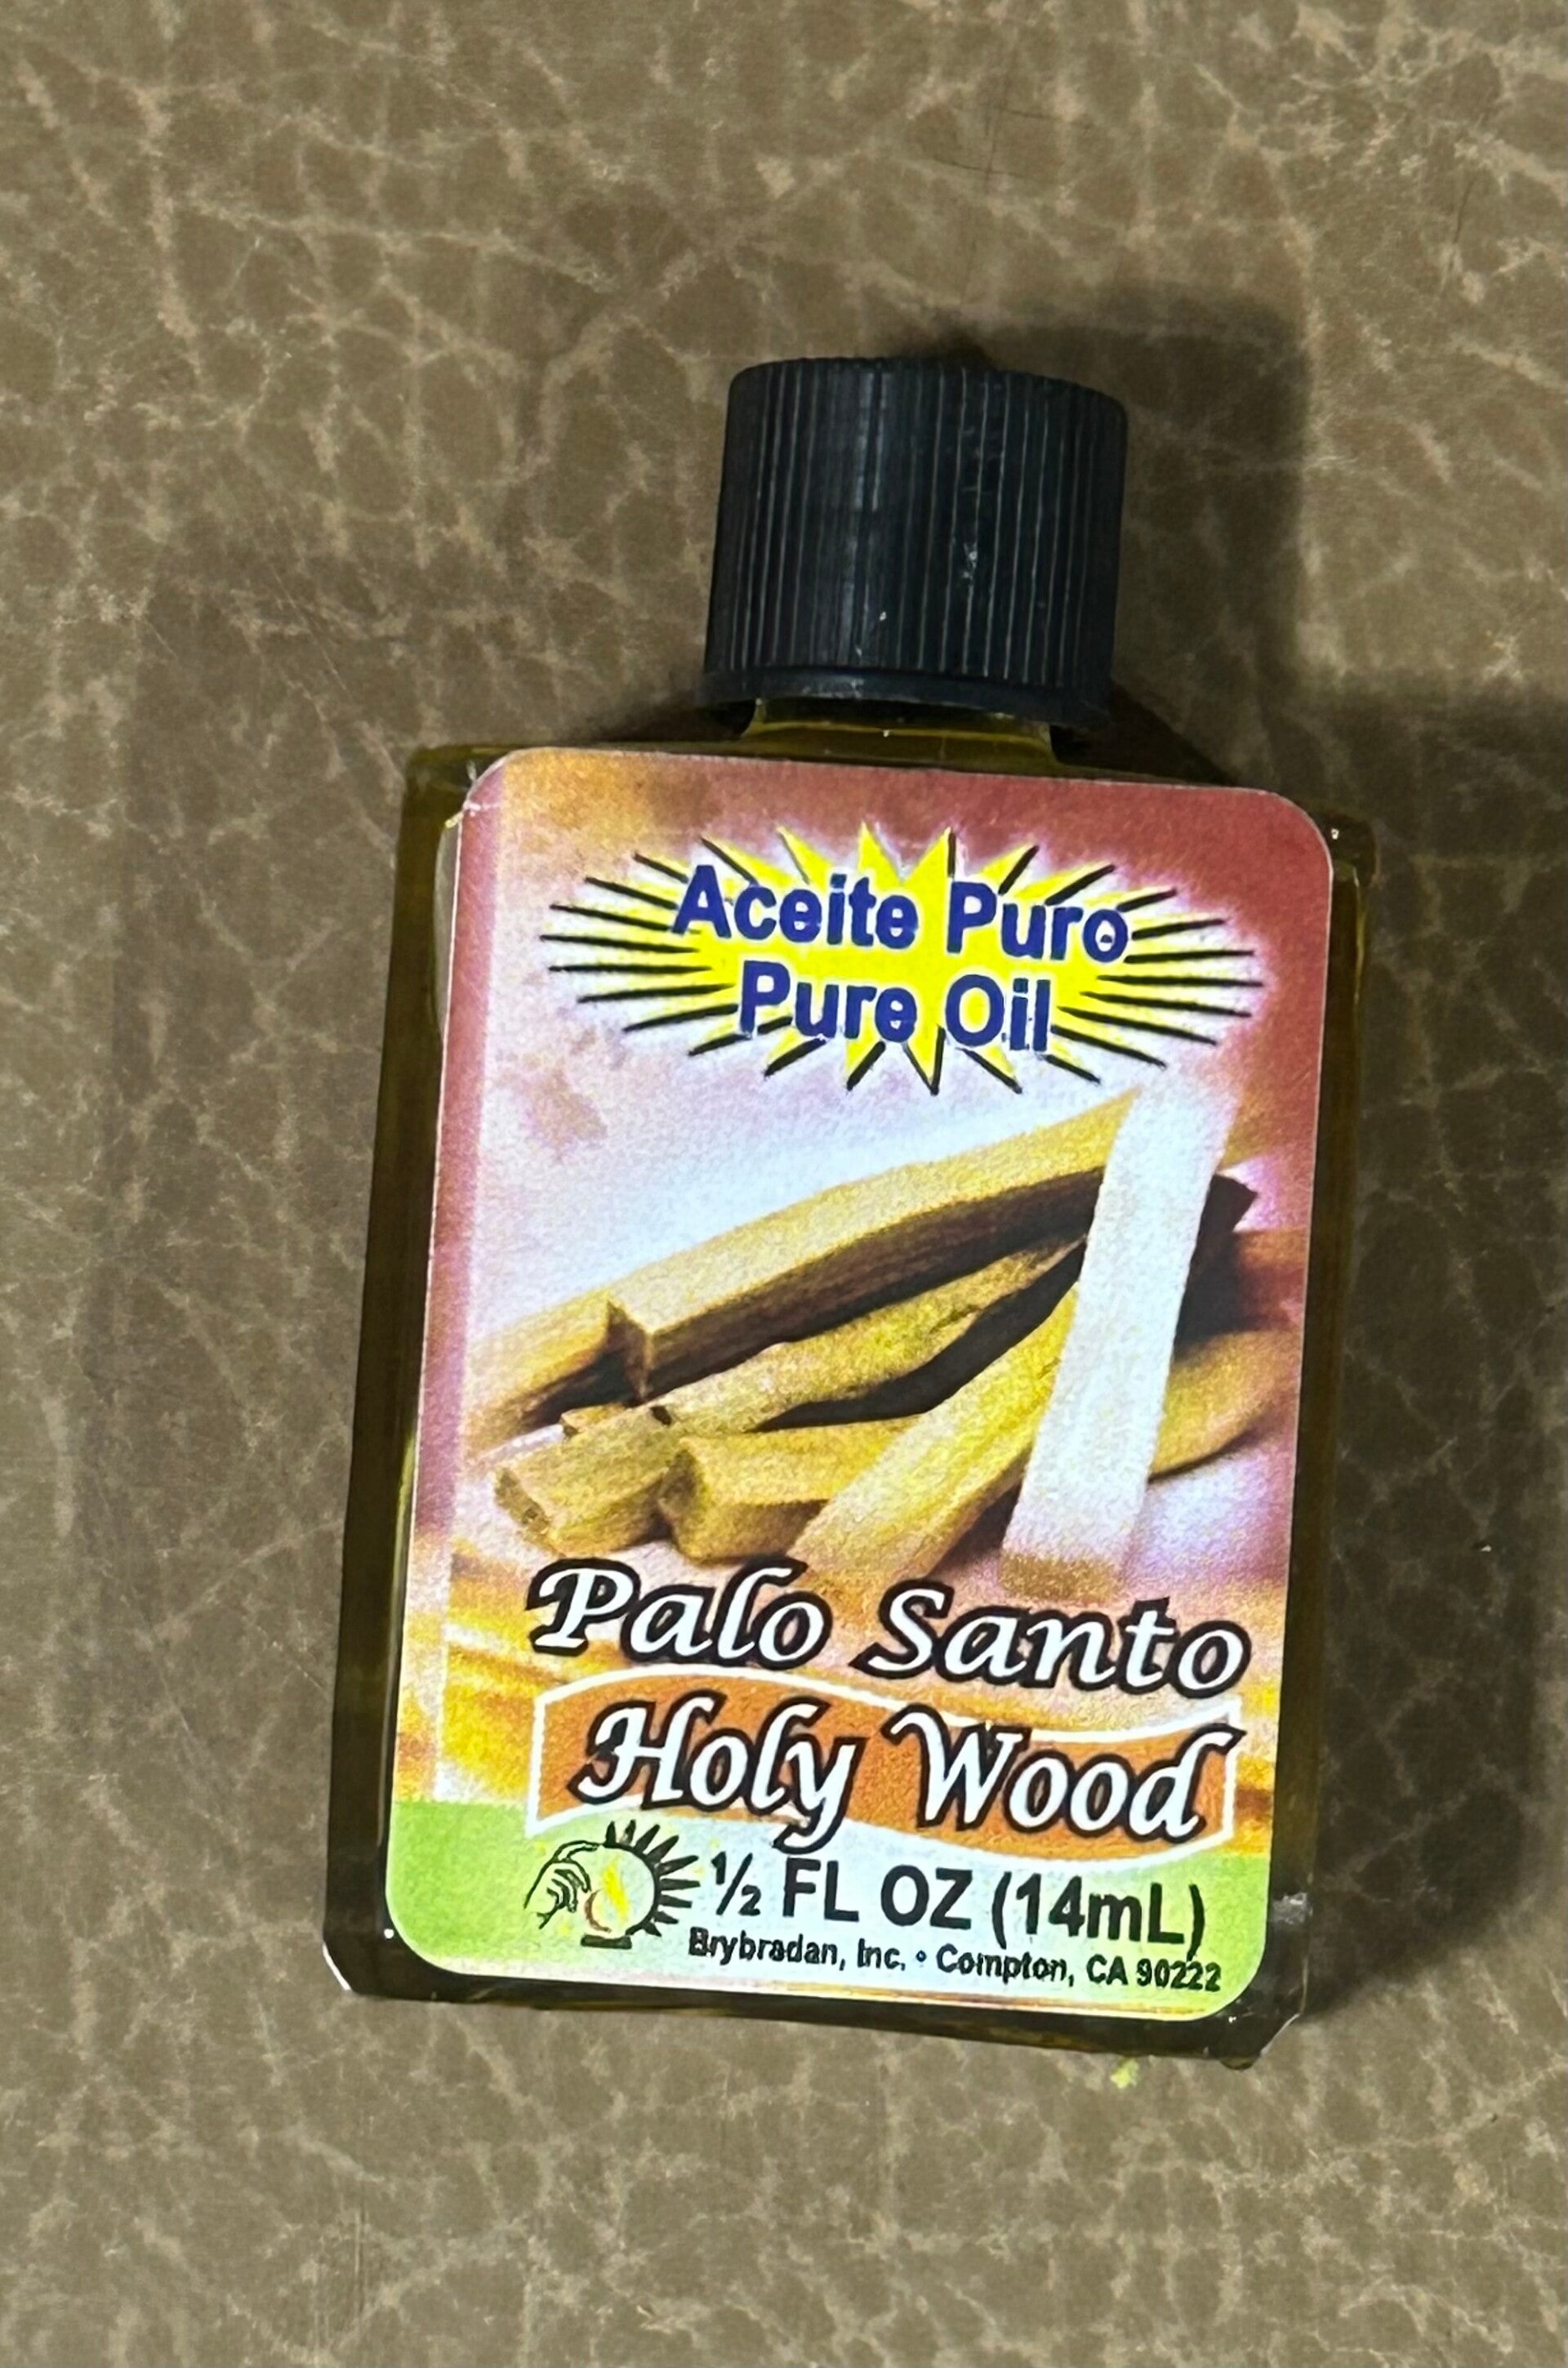 Aceite Puro
Pure Oil
Palo Santo
Holy Wood
½ FL OZ (14mL)
Brybradan, Inc. • Compton, CA 90222